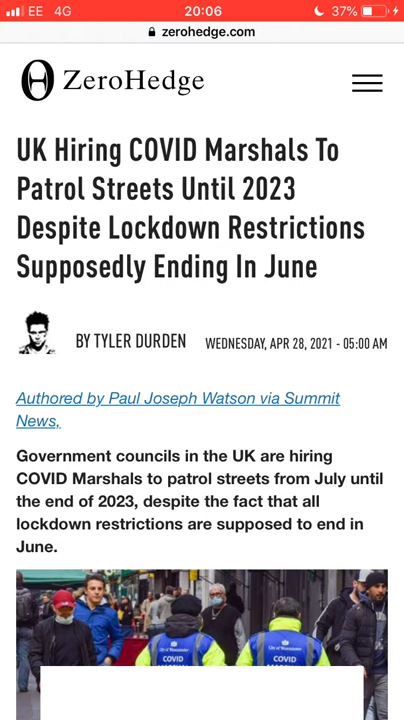 EE 4G 20:06 37%
zerohedge.com
ZeroHedge
UK Hiring COVID Marshals To
Patrol Streets Until 2023
Despite Lockdown Restrictions
Supposedly Ending In June
BY TYLER DURDEN WEDNESDAY, APR 28, 2021 - 05:00 AM
Authored by Paul Joseph Watson via Summit
News,
Government councils in the UK are hiring
COVID Marshals to patrol streets from July until
the end of 2023, despite the fact that all
lockdown restrictions are supposed to end in
June.
COVID
COVID